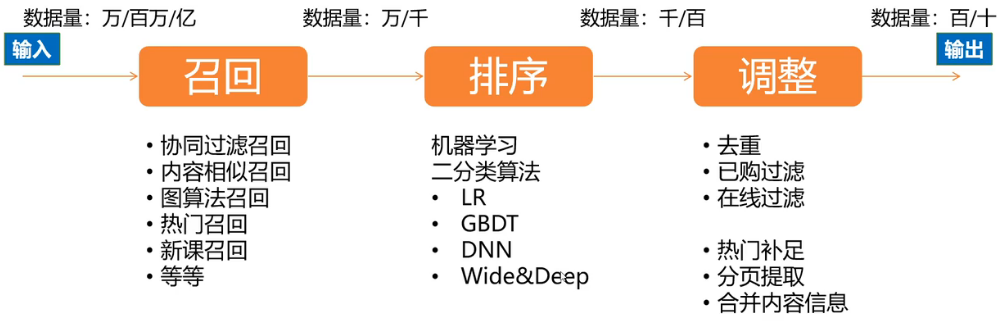 数据量：万/百万/亿
数据量：万/千
数据量：千/百
数据量：百/十
输入
召回
排序
调整
输出
• 协同过滤召回
• 内容相似召回
• 图算法召回
• 热门召回
• 新课召回
• 等等
机器学习
二分类算法
• LR
• GBDT
• DNN
• Wide&Deep
• 去重
• 已购过滤
• 在线过滤
• 热门补足
• 分页提取
• 合并内容信息